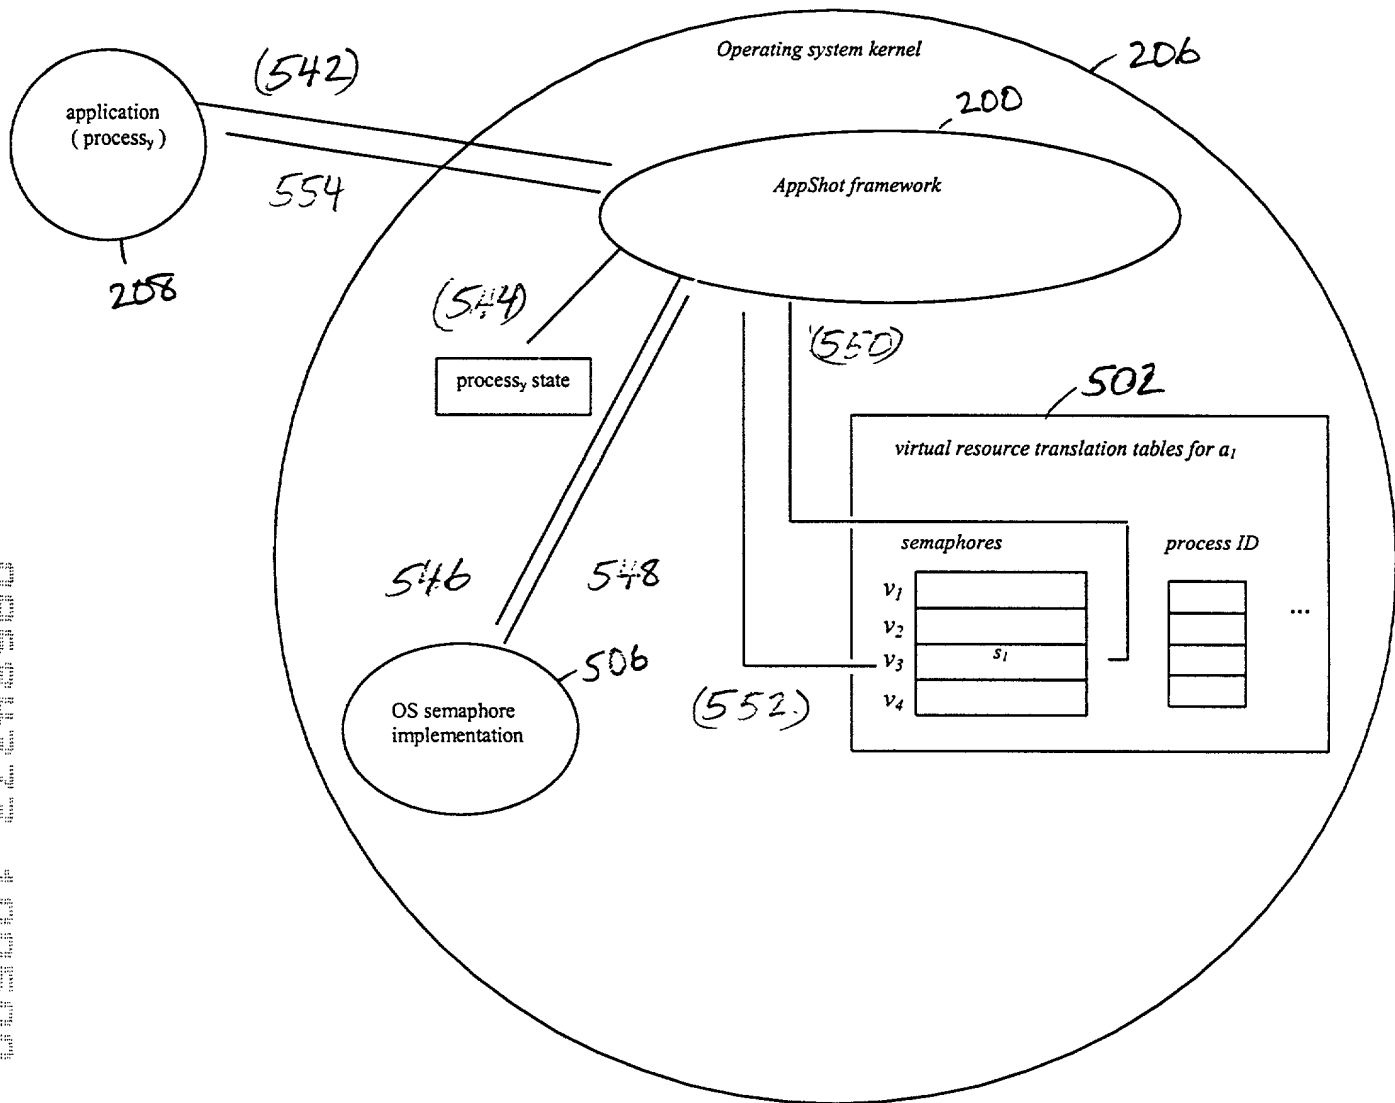 Operating system kernel
206
(542)
200
application
( processy )
AppShot framework
554
208
(544)
(550)
processy state
502
virtual resource translation tables for a1
semaphores
process ID
546
548
v1
v2
...
s1
v3
506
(552)
v4
OS semaphore
implementation